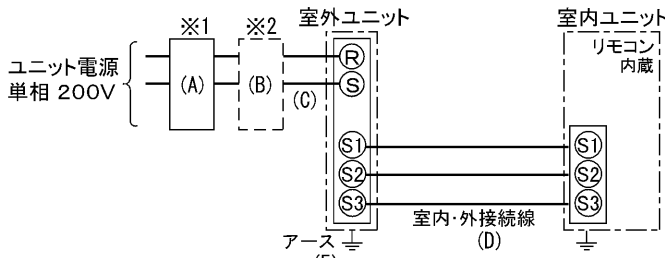 ※1
※2
室外ユニット
室内ユニット
ユニット電源
単相 200V
(A)
(B)
(C)
R
S
リモコン
内蔵
S1
S2
S3
S1
S2
S3
室内・外接続線
(D)
アース
(E)